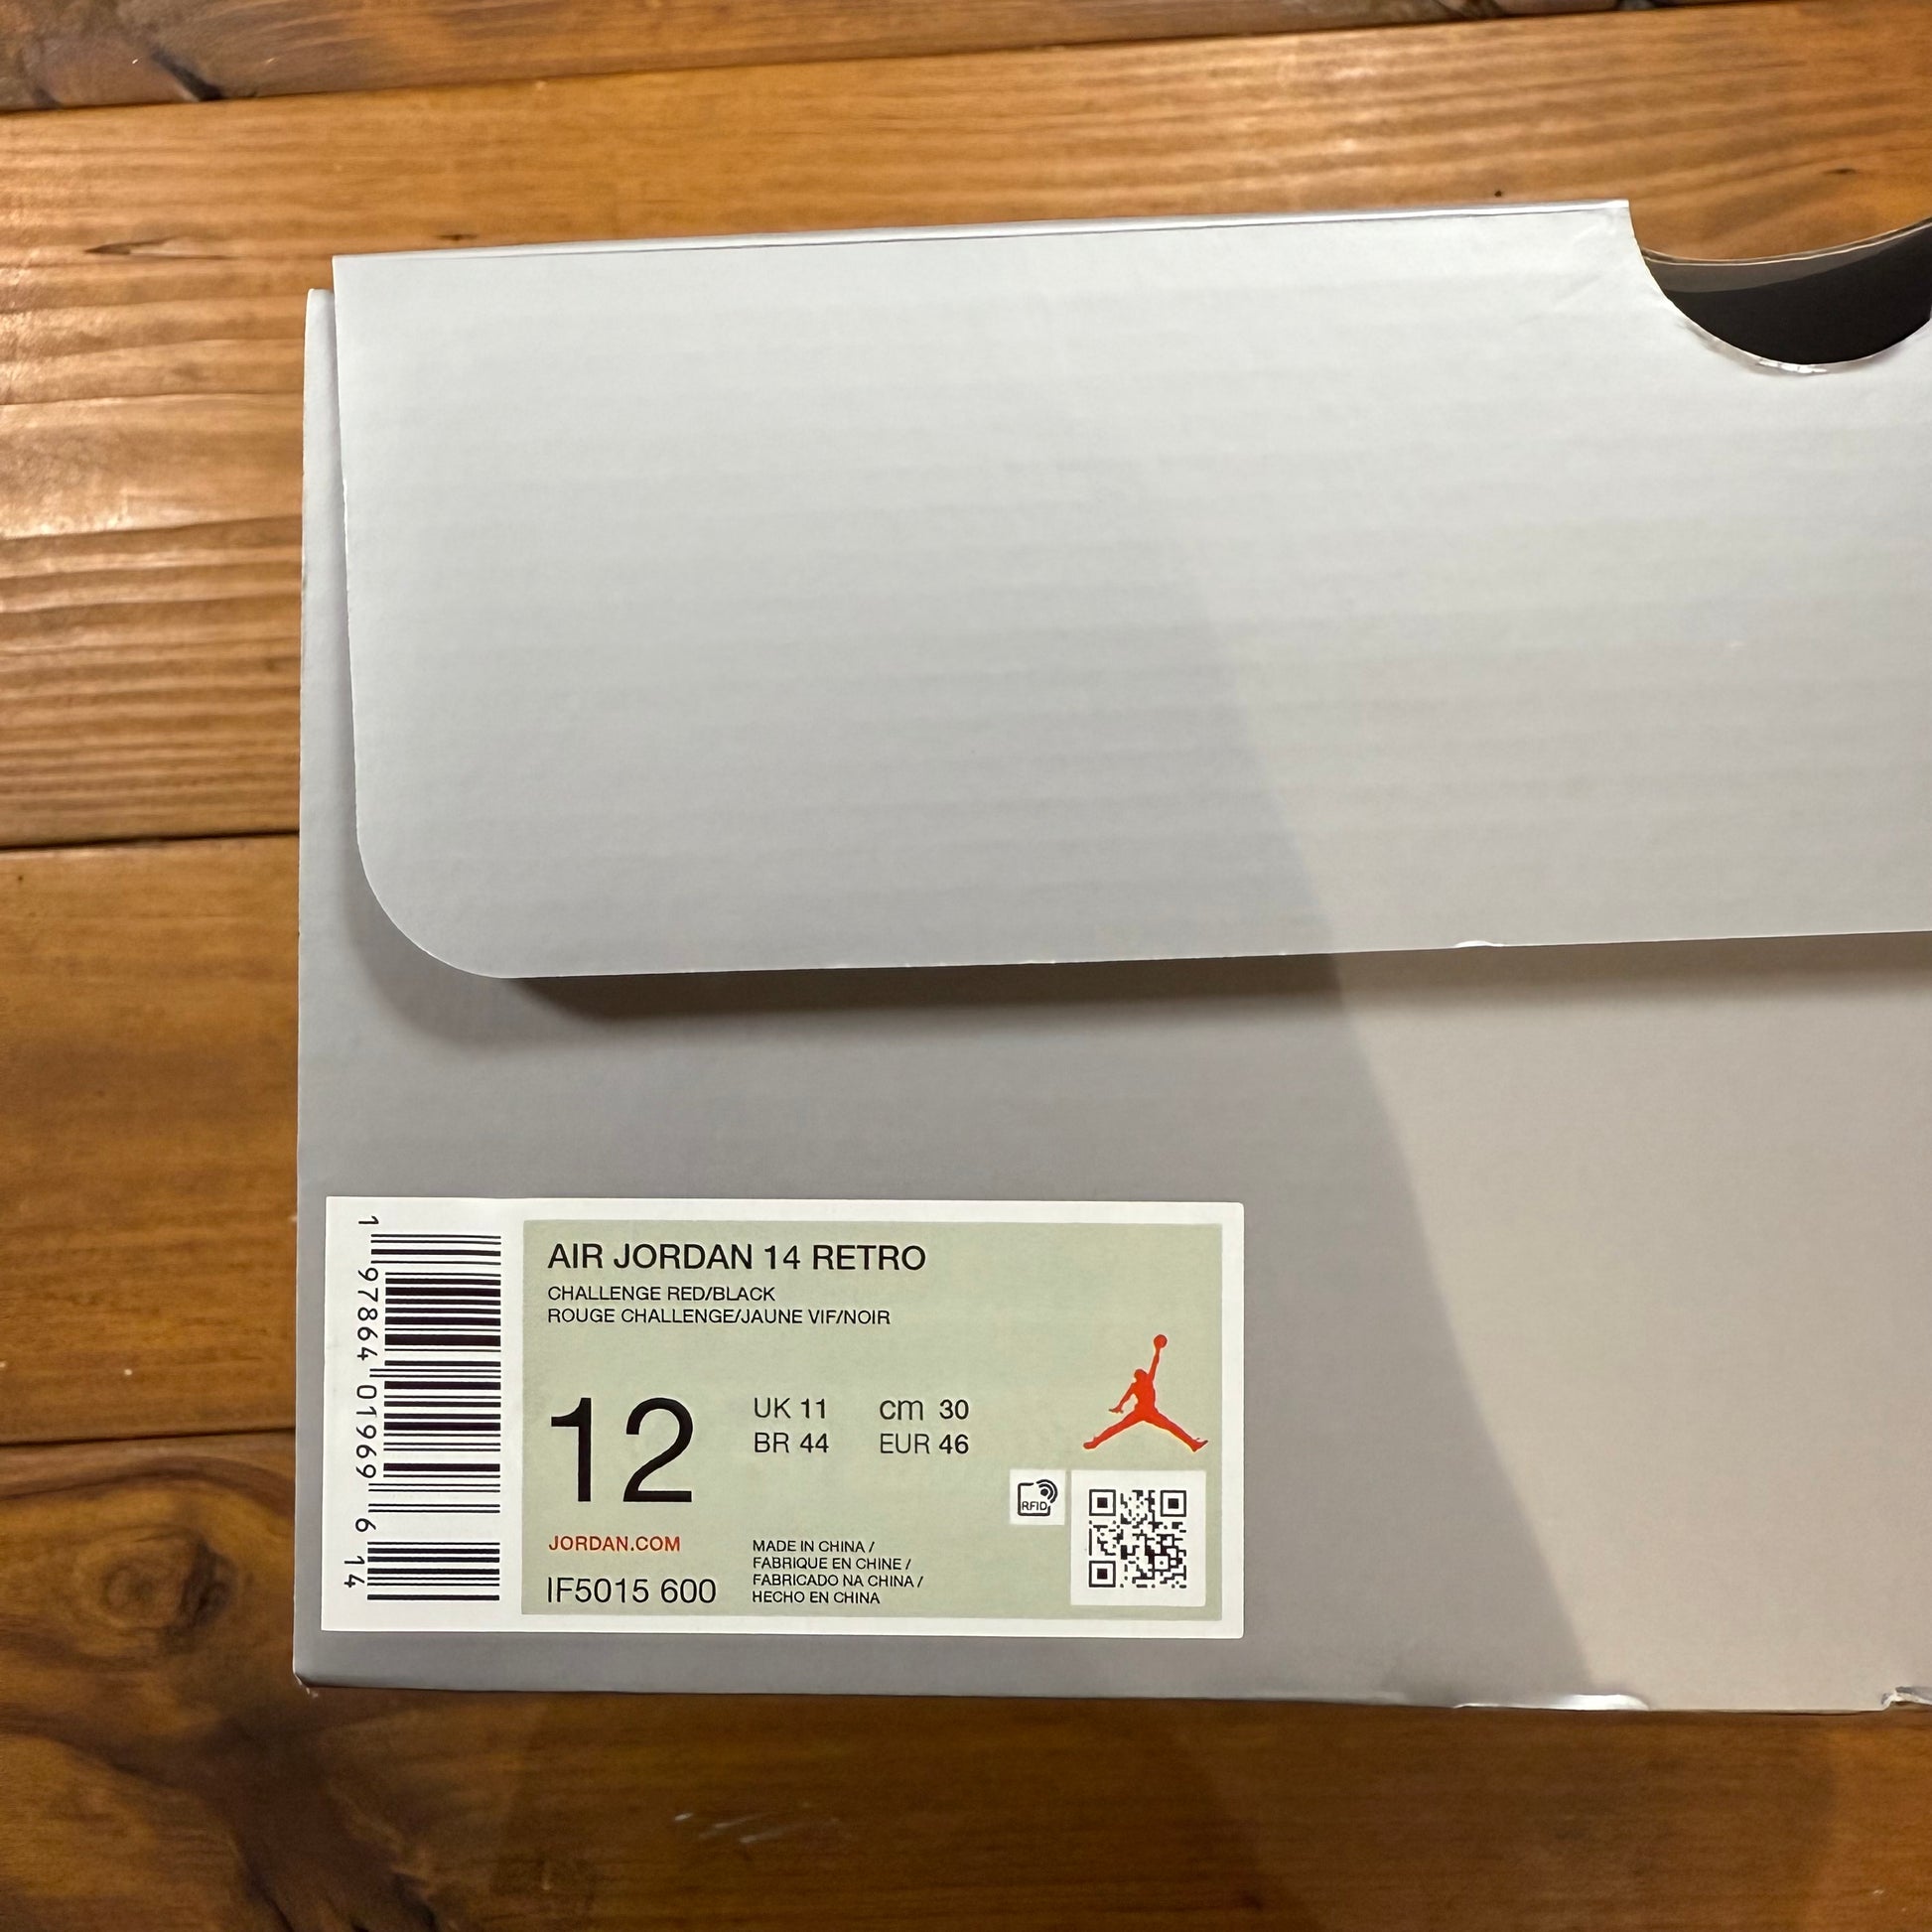 AIR JORDAN 14 RETRO
CHALLENGE RED/BLACK
ROUGE CHALLENGE/JAUNE VIF/NOIR
12
UK 11
cm 30
BR 44
EUR 46
RFID
JORDAN.COM
IF5015 600
MADE IN CHINA /
FABRIQUE EN CHINE /
FABRICADO NA CHINA /
HECHO EN CHINA
1 97864 01969 6 14